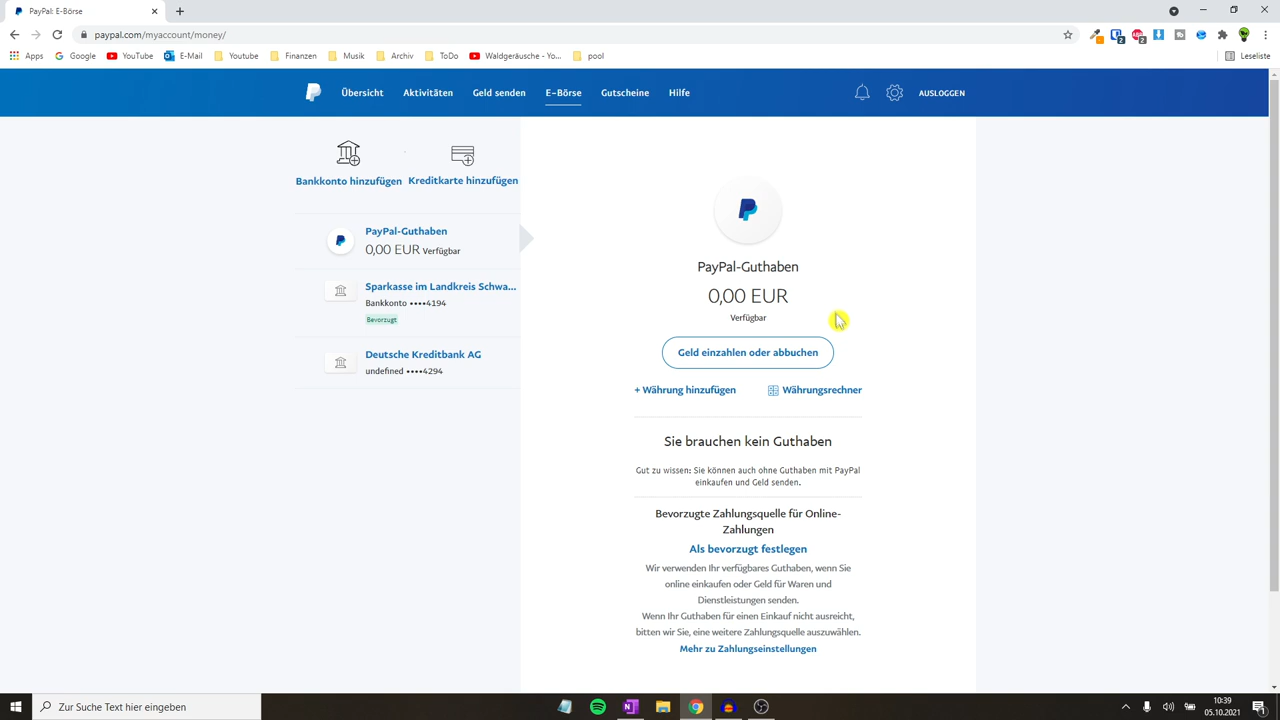 PayPal: E-Börse
paypal.com/myaccount/money/
Apps
Google
YouTube
E-Mail
Youtube
Finanzen
Musik
Archiv
ToDo
Waldgeräusche - Yo...
pool
Leseliste
Übersicht
Aktivitäten
Geld senden
E-Börse
Gutscheine
Hilfe
AUSLOGGEN
Bankkonto hinzufügen
Kreditkarte hinzufügen
PayPal-Guthaben
0,00 EUR Verfügbar
Sparkasse im Landkreis Schwa...
Bankkonto ••••4194
Bevorzugt
Deutsche Kreditbank AG
undefined ••••4294
PayPal-Guthaben
0,00 EUR
Verfügbar
Geld einzahlen oder abbuchen
+ Währung hinzufügen
Währungsrechner
Sie brauchen kein Guthaben
Gut zu wissen: Sie können auch ohne Guthaben mit PayPal
einkaufen und Geld senden.
Bevorzugte Zahlungsquelle für Online-
Zahlungen
Als bevorzugt festlegen
Wir verwenden Ihr verfügbares Guthaben, wenn Sie
online einkaufen oder Geld für Waren und
Dienstleistungen senden.
Wenn Ihr Guthaben für einen Einkauf nicht ausreicht,
bitten wir Sie, eine weitere Zahlungsquelle auszuwählen.
Mehr zu Zahlungseinstellungen
Zur Suche Text hier eingeben
10:39
05.10.2021